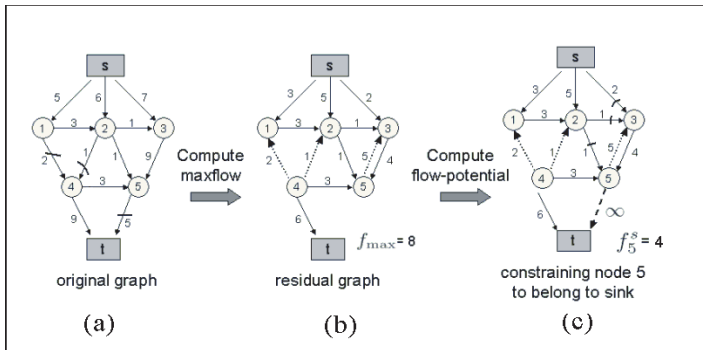 s
s
s
5
6
7
3
5
2
3
5
2
1
3
2
1
3
1
3
2
1
3
1
3
2
1
3
1
2
1
1
9
2
1
1
5
4
2
1
1
5
4
4
3
5
4
3
5
4
3
5
9
5
6
6
∞
t
t
t
Compute
maxflow
Compute
flow-potential
f_max = 8
f_5^s = 4
original graph
residual graph
constraining node 5
to belong to sink
(a)
(b)
(c)